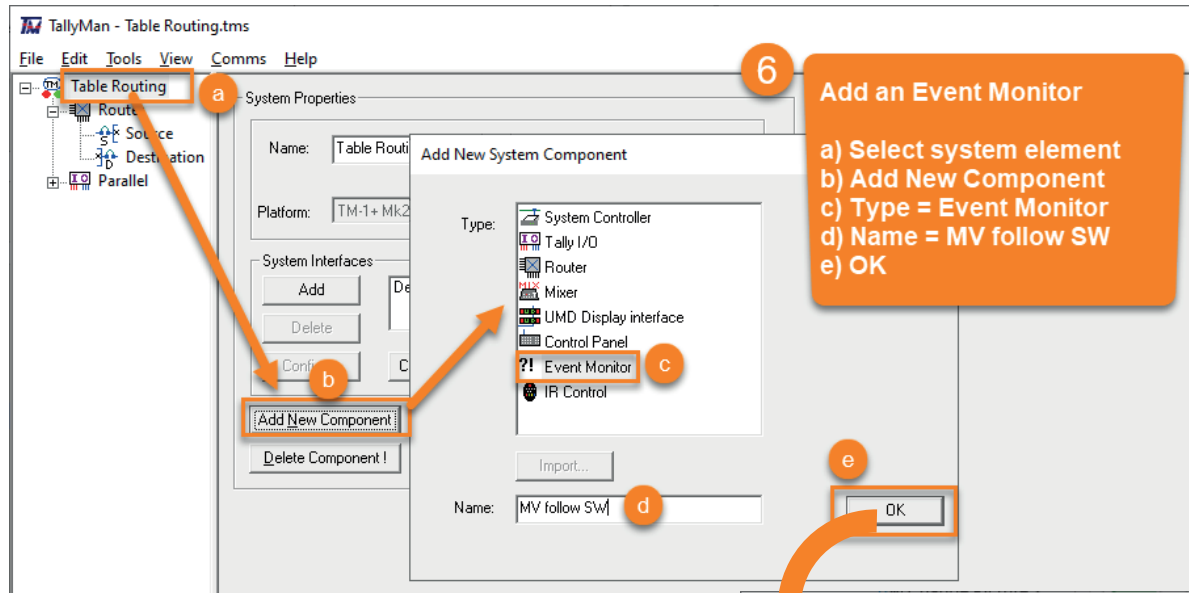 TallyMan - Table Routing.tms
File Edit Tools View Comms Help
Table Routing
a
Router
Source
Destination
Parallel
System Properties
Name:
Platform: TM-1+ Mk2
System Interfaces
Add
Delete
b
Add New Component
Delete Component !
Add New System Component
Type:
System Controller
Tally I/O
Router
Mixer
UMD Display interface
Control Panel
?! Event Monitor
c
IR Control
Import...
Name: MV follow SW
d
e
OK
6
Add an Event Monitor
a) Select system element
b) Add New Component
c) Type = Event Monitor
d) Name = MV follow SW
e) OK